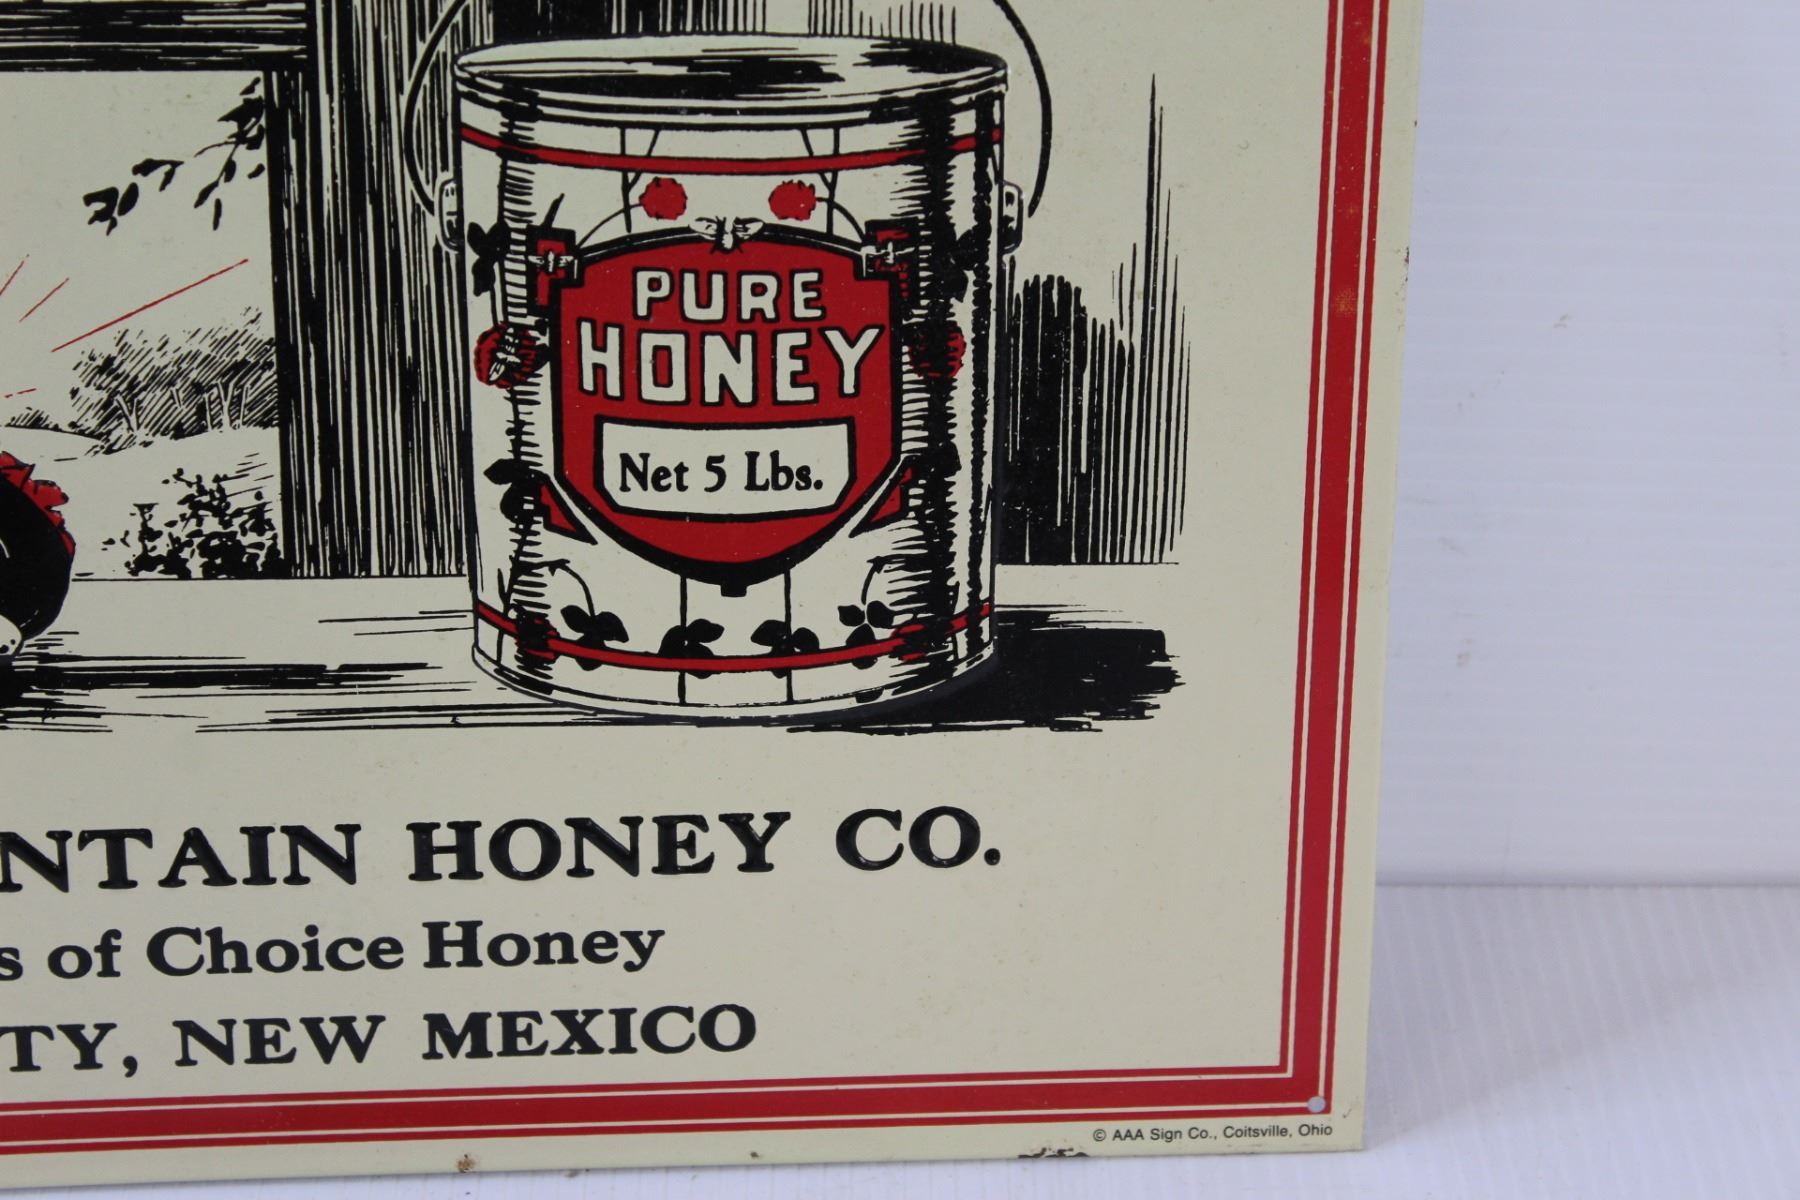 PURE
HONEY
Net 5 Lbs.
NTAIN HONEY CO.
s of Choice Honey
TY, NEW MEXICO
© AAA Sign Co., Coitsville, Ohio